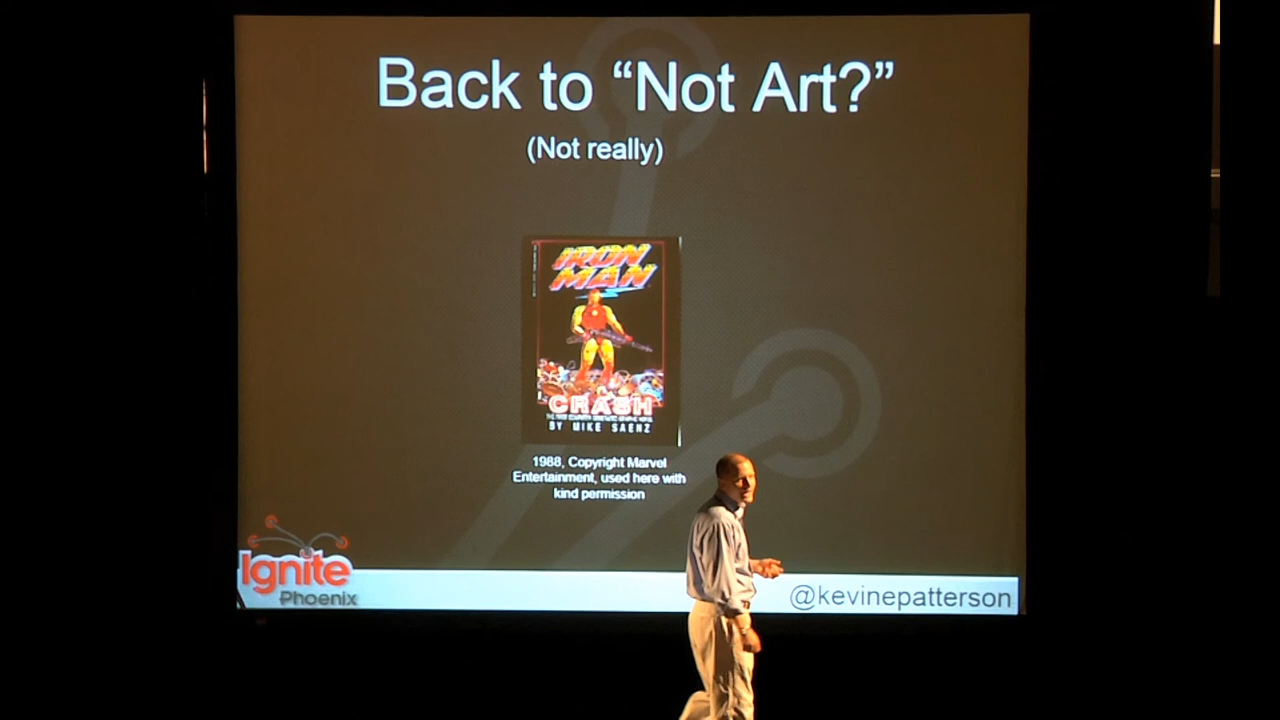 Back to “Not Art?”
(Not really)
IRON
MAN
CRASH
BY MIKE SAENZ
1988, Copyright Marvel
Entertainment, used here with
kind permission
Ignite
Phoenix
@kevinepatterson